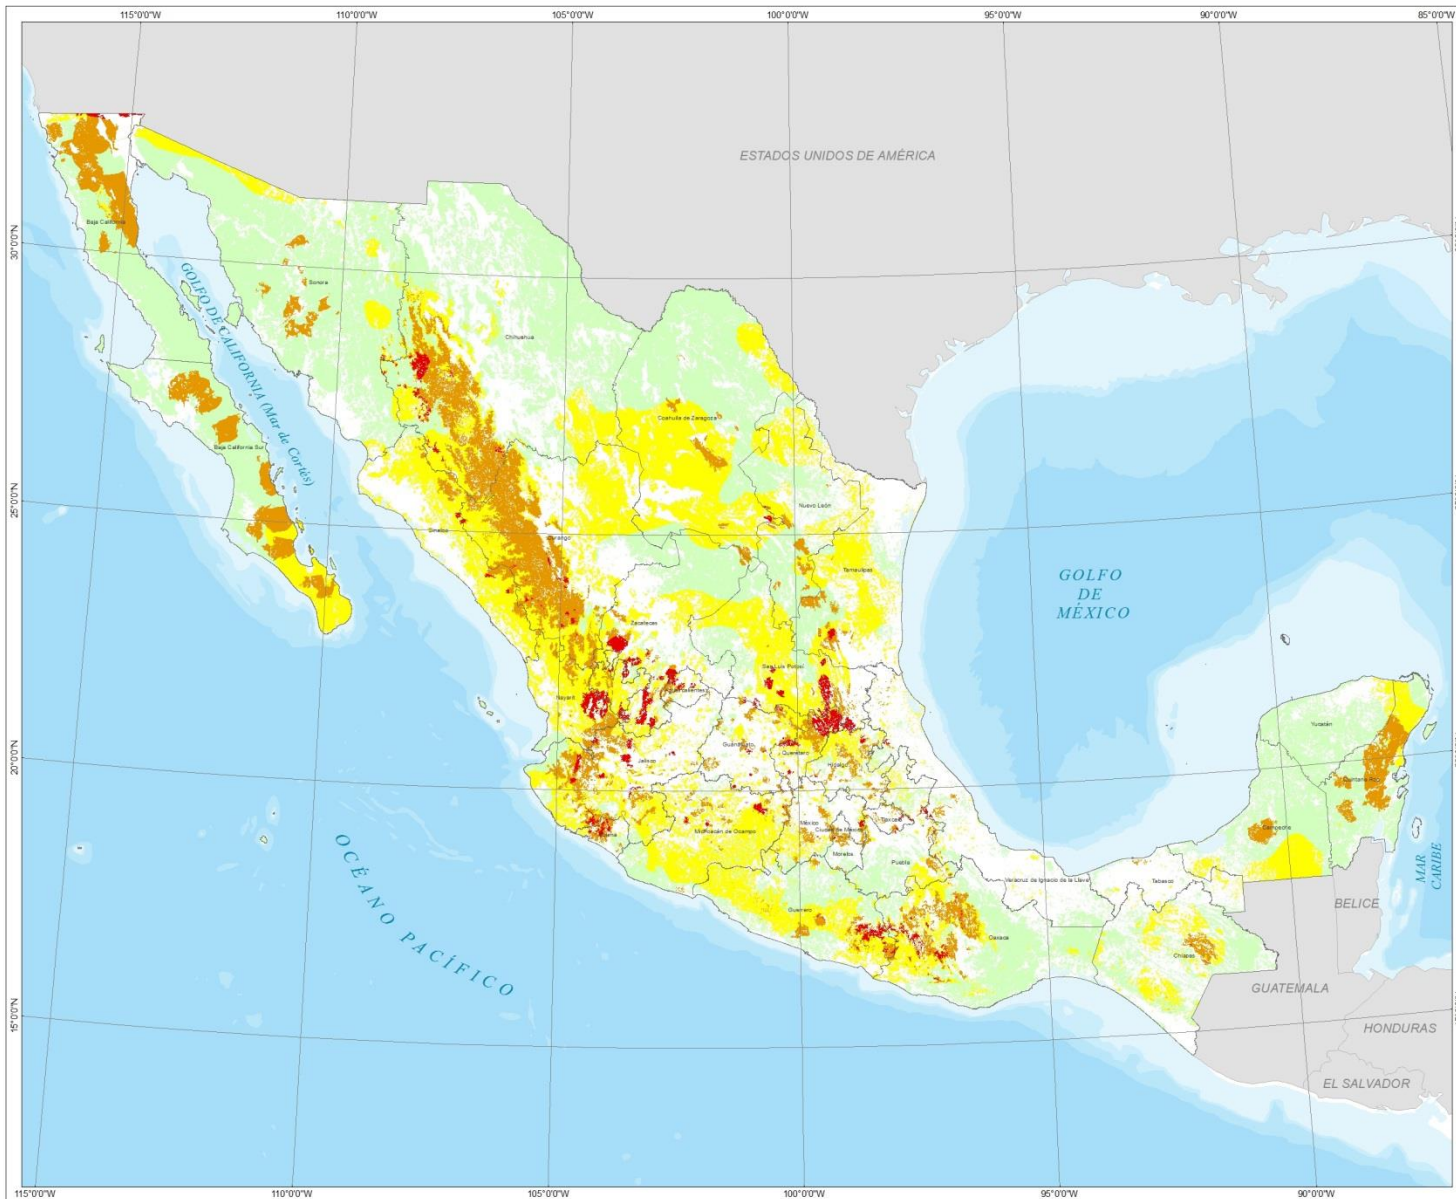 115°0'0"W 110°0'0"W 105°0'0"W 100°0'0"W 95°0'0"W 90°0'0"W 85°0'0"W
ESTADOS UNIDOS DE AMÉRICA
30°0'0"N
Baja California
Sonora
Chihuahua
GOLFO DE CALIFORNIA (Mar de Cortés)
Coahuila de Zaragoza
Baja California Sur
25°0'0"N
Nuevo León
Sinaloa
Durango
Tamaulipas
GOLFO
DE
MÉXICO
Zacatecas
San Luis Potosí
Nayarit
Aguascalientes
Yucatán
20°0'0"N
Guanajuato
Querétaro
Jalisco
Hidalgo
Quintana Roo
Colima
Michoacán de Ocampo
México
Ciudad de México
Tlaxcala
Campeche
Morelos
Puebla
Veracruz de Ignacio de la Llave
Tabasco
MAR
CARIBE
OCÉANO PACÍFICO
BELICE
Guerrero
Oaxaca
Chiapas
GUATEMALA
15°0'0"N
HONDURAS
EL SALVADOR
115°0'0"W 110°0'0"W 105°0'0"W 100°0'0"W 95°0'0"W 90°0'0"W